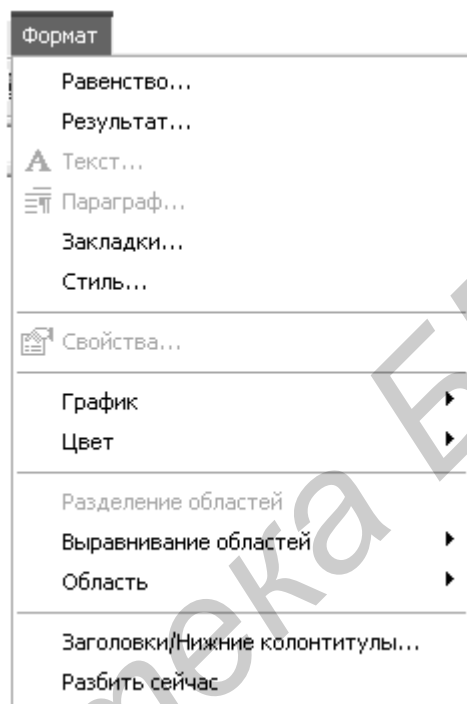 Формат
Равенство...
Результат...
Текст...
Параграф...
Закладки...
Стиль...
Свойства...
График
Цвет
Разделение областей
Выравнивание областей
Область
Заголовки/Нижние колонтитулы...
Разбить сейчас
тека Б